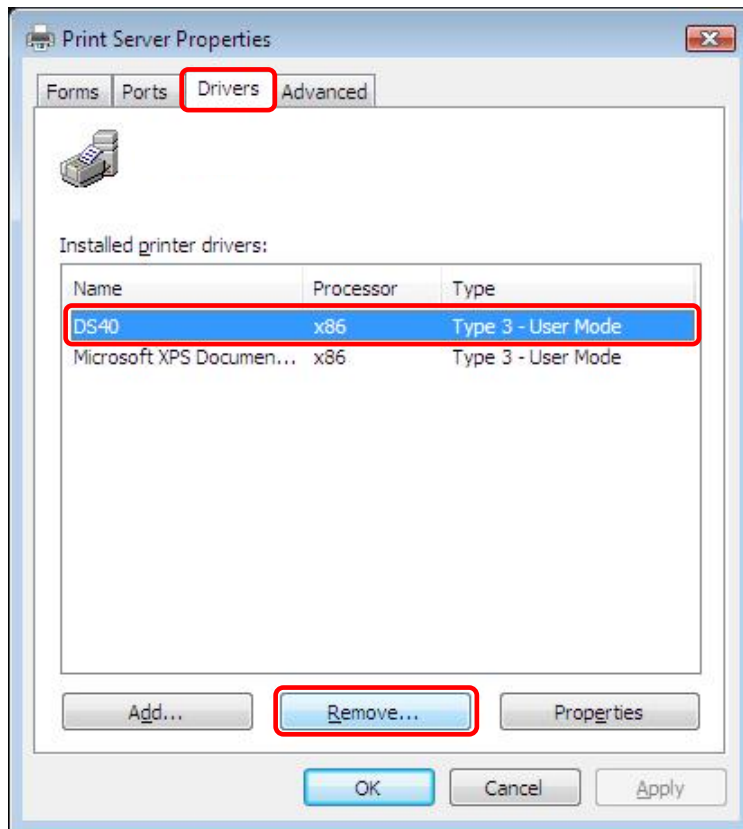 Print Server Properties
Forms Ports Drivers Advanced
Installed printer drivers:
Name Processor Type
DS40 x86 Type 3 - User Mode
Microsoft XPS Documen... x86 Type 3 - User Mode
Add... Remove... Properties
OK Cancel Apply